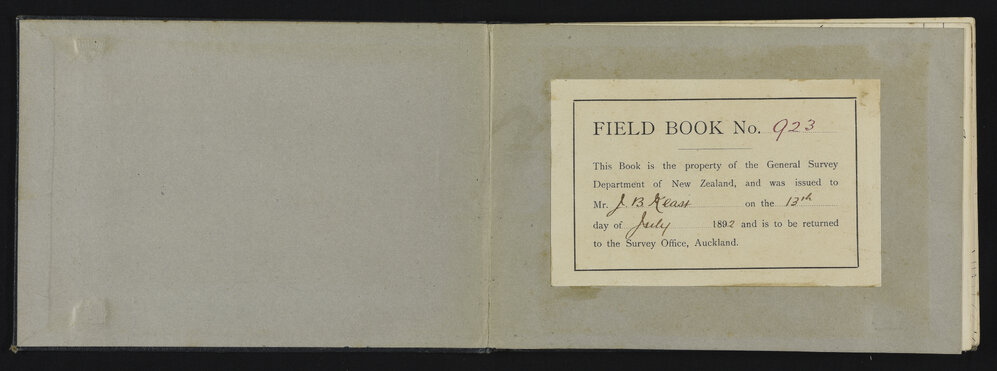 FIELD BOOK No. 923
This Book is the property of the General Survey
Department of New Zealand, and was issued to
Mr. J. B. Keast on the 13th
day of July 1892 and is to be returned
to the Survey Office, Auckland.